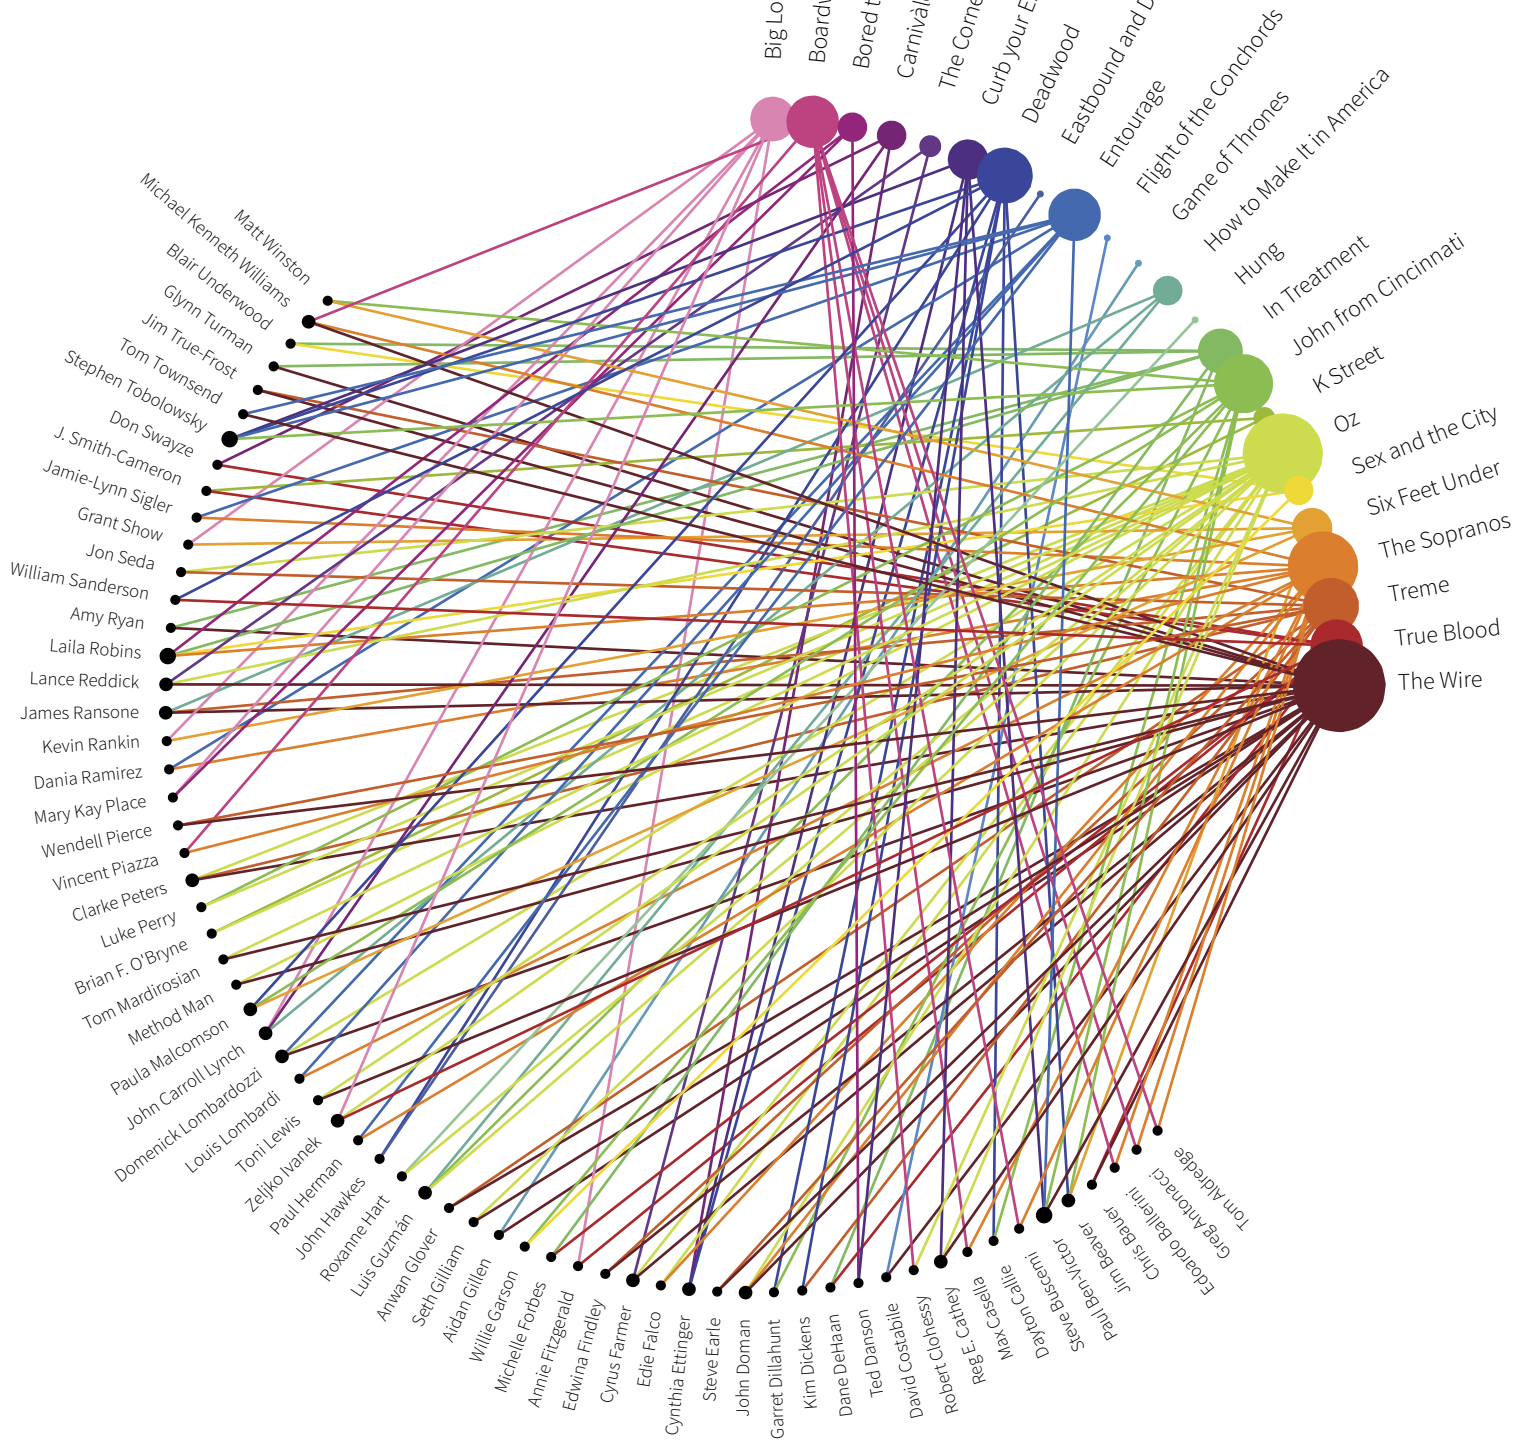 Big Lo
Board
Bored t
Carnivàl
The Corne
Curb your E
Deadwood
Eastbound and D
Entourage
Flight of the Conchords
Game of Thrones
How to Make It in America
Hung
In Treatment
John from Cincinnati
K Street
Oz
Sex and the City
Six Feet Under
The Sopranos
Treme
True Blood
The Wire
Matt Winston
Michael Kenneth Williams
Blair Underwood
Glynn Turman
Jim True-Frost
Tom Townsend
Stephen Tobolowsky
Don Swayze
J. Smith-Cameron
Jamie-Lynn Sigler
Grant Show
Jon Seda
William Sanderson
Amy Ryan
Laila Robins
Lance Reddick
James Ransone
Kevin Rankin
Dania Ramirez
Mary Kay Place
Wendell Pierce
Vincent Piazza
Clarke Peters
Luke Perry
Brian F. O'Bryne
Tom Mardirosian
Method Man
Paula Malcomson
John Carroll Lynch
Domenick Lombardozzi
Louis Lombardi
Toni Lewis
Zeljko Ivanek
Paul Herman
John Hawkes
Roxanne Hart
Luis Guzmán
Anwan Glover
Seth Gilliam
Aidan Gillen
Willie Garson
Michelle Forbes
Annie Fitzgerald
Edwina Findley
Cyrus Farmer
Edie Falco
Cynthia Ettinger
Steve Earle
John Doman
Garret Dillahunt
Kim Dickens
Dane DeHaan
Ted Danson
David Costabile
Robert Clohessy
Reg E. Cathey
Max Casella
Dayton Callie
Steve Buscemi
Paul Ben-Victor
Jim Beaver
Chris Bauer
Edoardo Ballerini
Greg Antonacci
Tom Aldredge